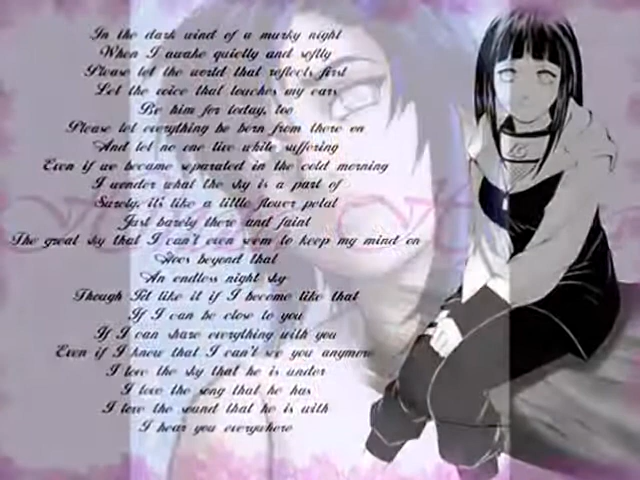 In the dark wind of a murky night
When I awake quietly and softly
Please let the world that reflects first
Let the voice that touches my ears
Be him for today, too
Please let everything be born from there on
And let no one live while suffering
Even if we became separated in the cold morning
I wonder what the sky is a part of
Surely, it's like a little flower petal
Just barely there and faint
The great sky that I can't even seem to keep my mind on
Goes beyond that
An endless night sky
Though I'd like it if I become like that
If I can be close to you
If I can share everything with you
Even if I know that I can't see you anymore
I love the sky that he is under
I love the song that he has
I love the sound that he is with
I hear you everywhere